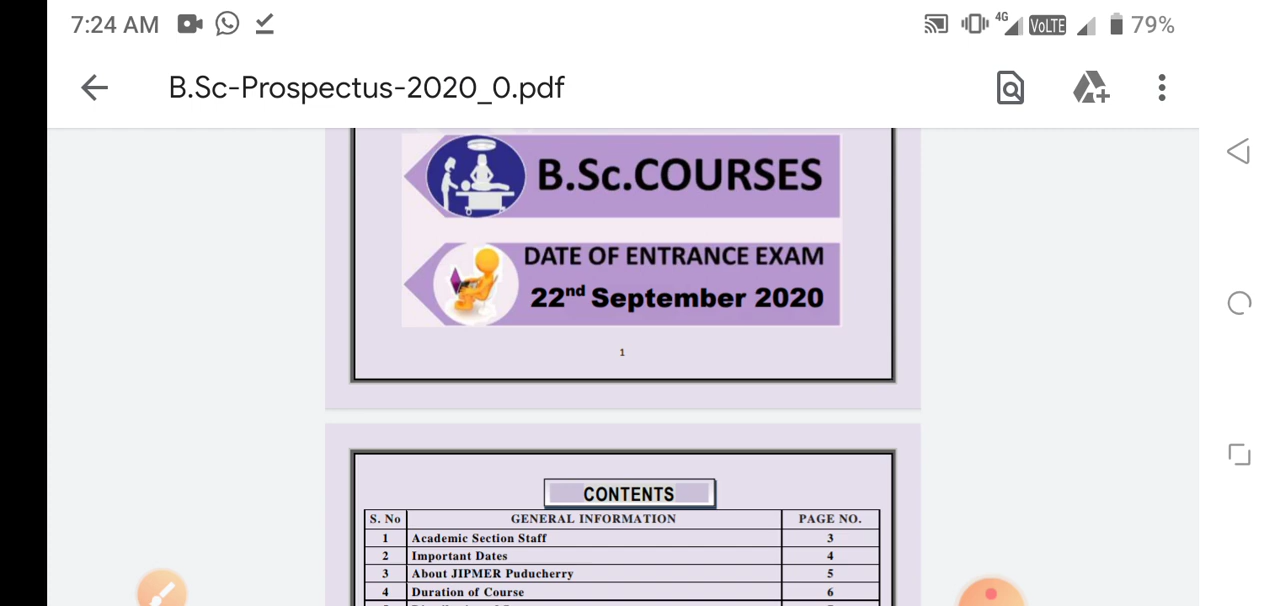 7:24 AM 4G VoLTE 79%
B.Sc-Prospectus-2020_0.pdf
B.Sc.COURSES
DATE OF ENTRANCE EXAM
22nd September 2020
1
CONTENTS
S. No GENERAL INFORMATION PAGE NO.
1 Academic Section Staff 3
2 Important Dates 4
3 About JIPMER Puducherry 5
4 Duration of Course 6